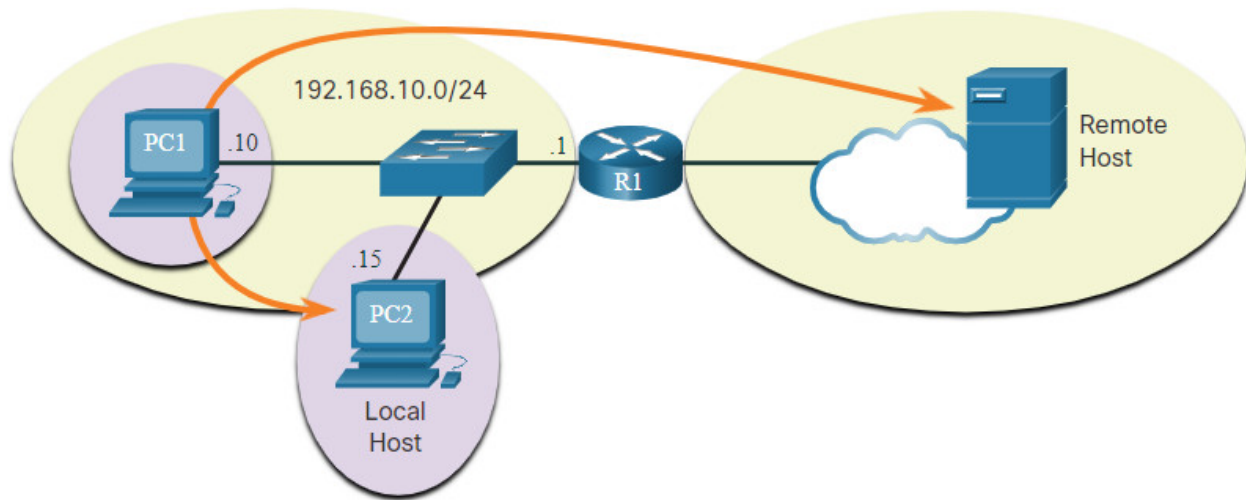 192.168.10.0/24
PC1
.10
.1
R1
Remote
Host
.15
PC2
Local
Host